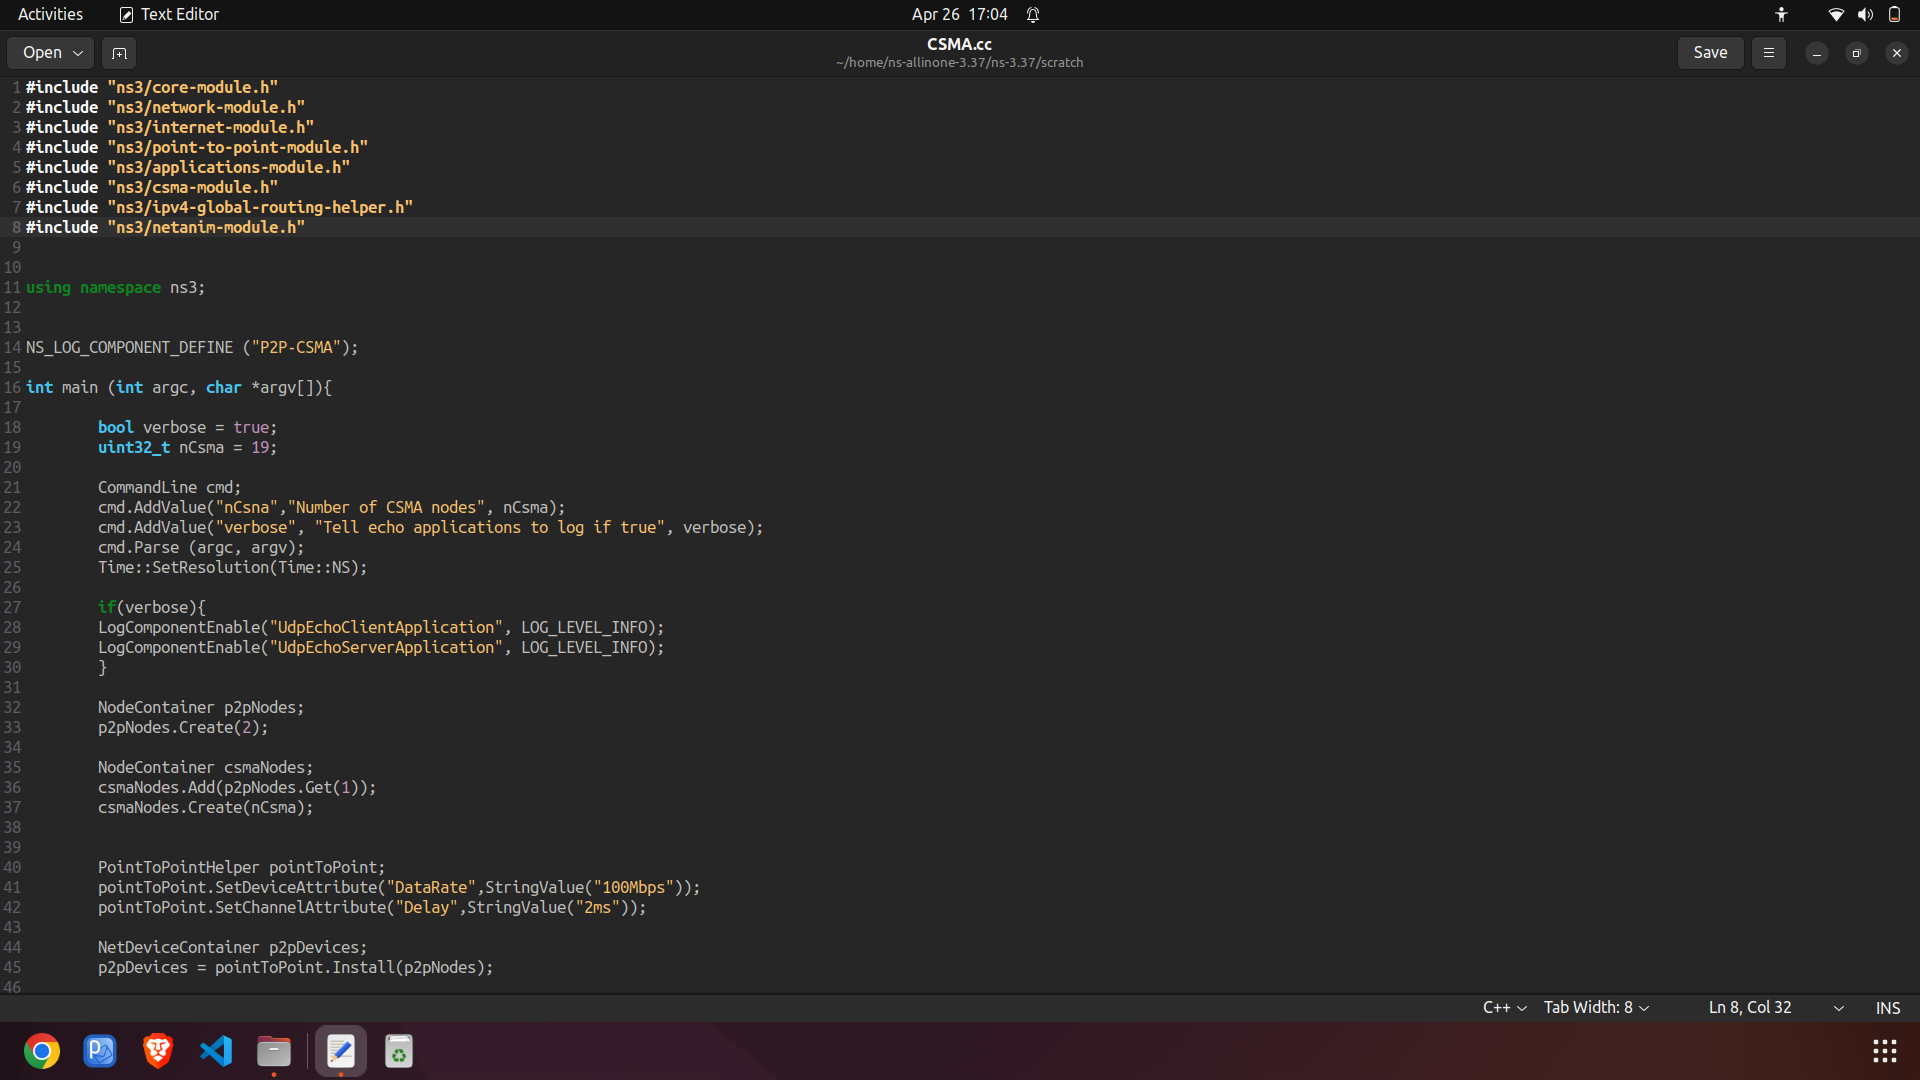 Activities
Text Editor
Apr 26 17:04
Open
CSMA.cc
~/home/ns-allinone-3.37/ns-3.37/scratch
Save
1 #include "ns3/core-module.h"
2 #include "ns3/network-module.h"
3 #include "ns3/internet-module.h"
4 #include "ns3/point-to-point-module.h"
5 #include "ns3/applications-module.h"
6 #include "ns3/csma-module.h"
7 #include "ns3/ipv4-global-routing-helper.h"
8 #include "ns3/netanim-module.h"
9
10
11 using namespace ns3;
12
13
14 NS_LOG_COMPONENT_DEFINE ("P2P-CSMA");
15
16 int main (int argc, char *argv[]){
17
18 bool verbose = true;
19 uint32_t nCsma = 19;
20
21 CommandLine cmd;
22 cmd.AddValue("nCsna","Number of CSMA nodes", nCsma);
23 cmd.AddValue("verbose", "Tell echo applications to log if true", verbose);
24 cmd.Parse (argc, argv);
25 Time::SetResolution(Time::NS);
26
27 if(verbose){
28 LogComponentEnable("UdpEchoClientApplication", LOG_LEVEL_INFO);
29 LogComponentEnable("UdpEchoServerApplication", LOG_LEVEL_INFO);
30 }
31
32 NodeContainer p2pNodes;
33 p2pNodes.Create(2);
34
35 NodeContainer csmaNodes;
36 csmaNodes.Add(p2pNodes.Get(1));
37 csmaNodes.Create(nCsma);
38
39
40 PointToPointHelper pointToPoint;
41 pointToPoint.SetDeviceAttribute("DataRate",StringValue("100Mbps"));
42 pointToPoint.SetChannelAttribute("Delay",StringValue("2ms"));
43
44 NetDeviceContainer p2pDevices;
45 p2pDevices = pointToPoint.Install(p2pNodes);
46
C++
Tab Width: 8
Ln 8, Col 32
INS